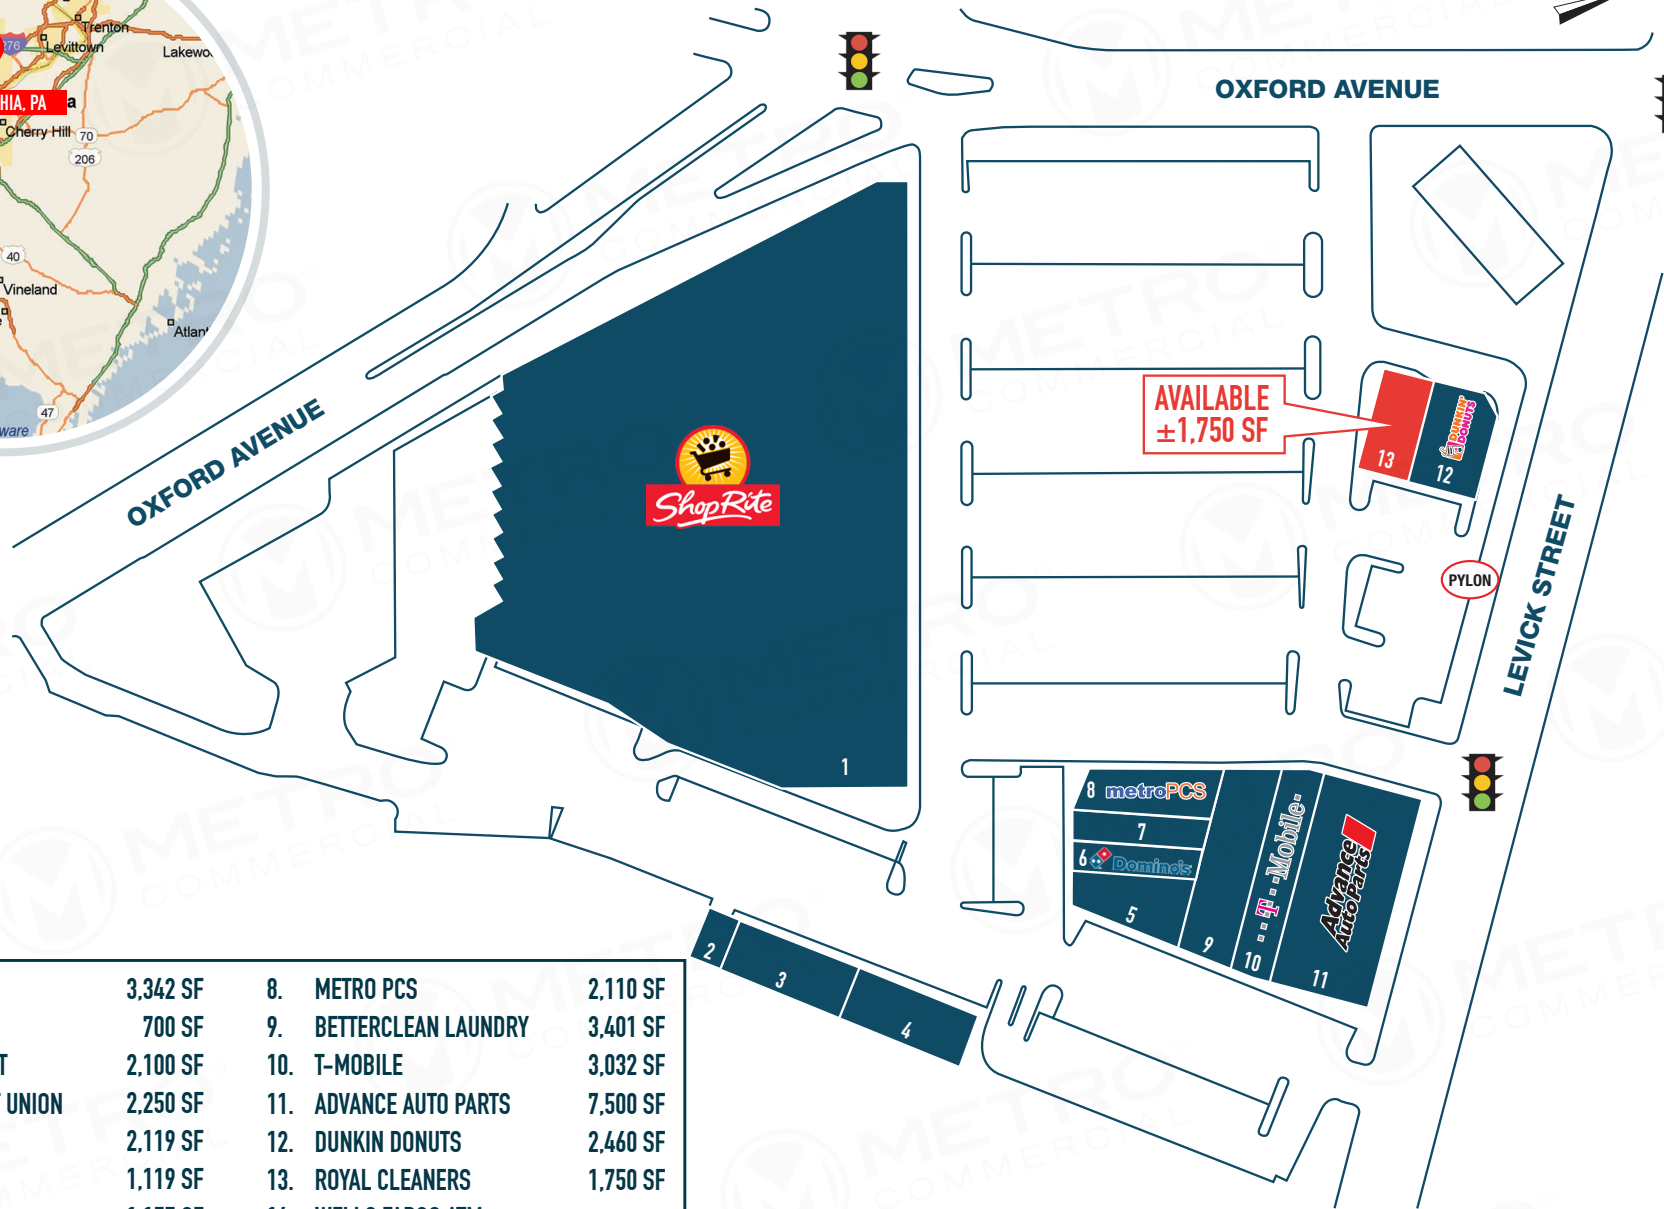 Trenton
276
Levittown
Lakewo
HIA, PA
a
Cherry Hill
70
206
40
Vineland
Atlant
47
ware
OXFORD AVENUE
OXFORD AVENUE
LEVICK STREET
AVAILABLE
±1,750 SF
13
12
DUNKIN'
DONUTS
PYLON
ShopRite
1
8 metroPCS
7
6 Domino's
5
9
10
T··Mobile·
11
Advance
Auto Parts
2
3
4
3,342 SF
700 SF
T 2,100 SF
UNION 2,250 SF
2,119 SF
1,119 SF
8. METRO PCS 2,110 SF
9. BETTERCLEAN LAUNDRY 3,401 SF
10. T-MOBILE 3,032 SF
11. ADVANCE AUTO PARTS 7,500 SF
12. DUNKIN DONUTS 2,460 SF
13. ROYAL CLEANERS 1,750 SF
METRO
COMMERCIAL